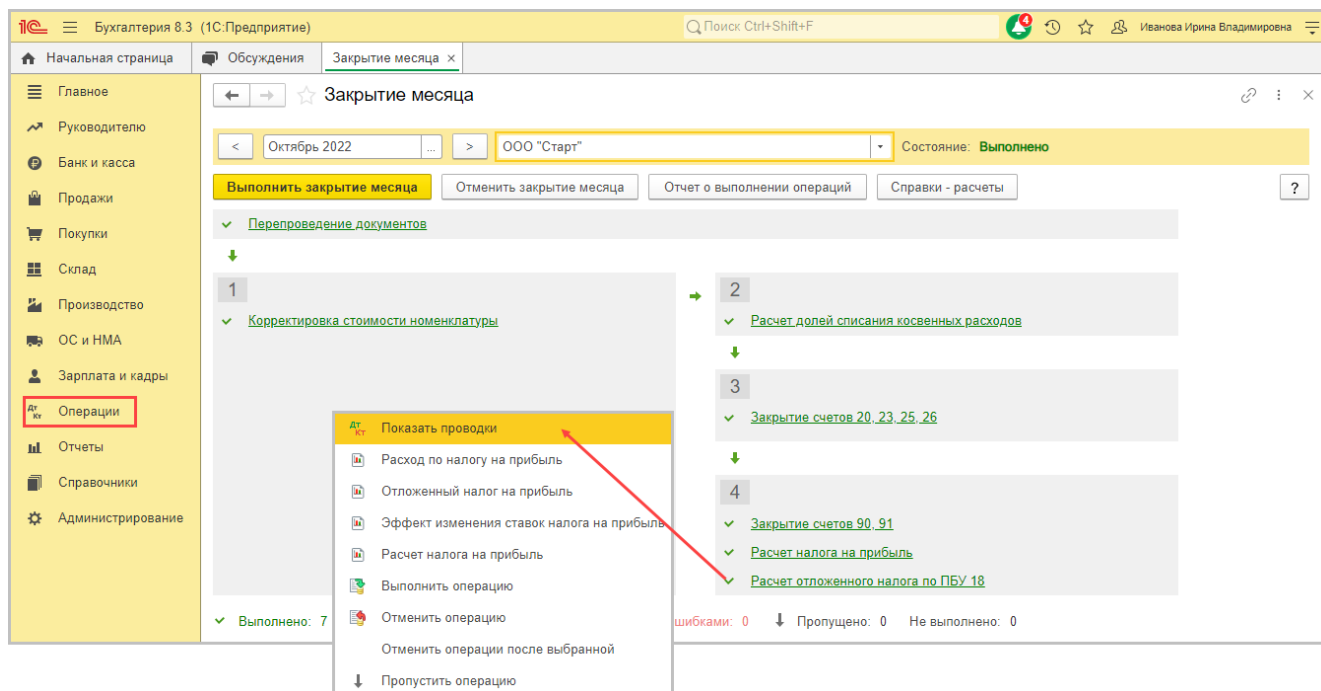 1С Бухгалтерия 8.3 (1С:Предприятие) Поиск Ctrl+Shift+F 4 Иванова Ирина Владимировна
Начальная страница Обсуждения Закрытие месяца ×
Главное
Руководителю
Банк и касса
Продажи
Покупки
Склад
Производство
ОС и НМА
Зарплата и кадры
Дт Кт Операции
Отчеты
Справочники
Администрирование
Закрытие месяца
< Октябрь 2022 ... > ООО "Старт" Состояние: Выполнено
Выполнить закрытие месяца Отменить закрытие месяца Отчет о выполнении операций Справки - расчеты ?
Перепроведение документов
1
Корректировка стоимости номенклатуры
2
Расчет долей списания косвенных расходов
3
Закрытие счетов 20, 23, 25, 26
4
Закрытие счетов 90, 91
Расчет налога на прибыль
Расчет отложенного налога по ПБУ 18
Дт Кт Показать проводки
Расход по налогу на прибыль
Отложенный налог на прибыль
Эффект изменения ставок налога на прибыль
Расчет налога на прибыль
Выполнить операцию
Отменить операцию
Отменить операции после выбранной
Пропустить операцию
Выполнено: 7 шибками: 0 Пропущено: 0 Не выполнено: 0